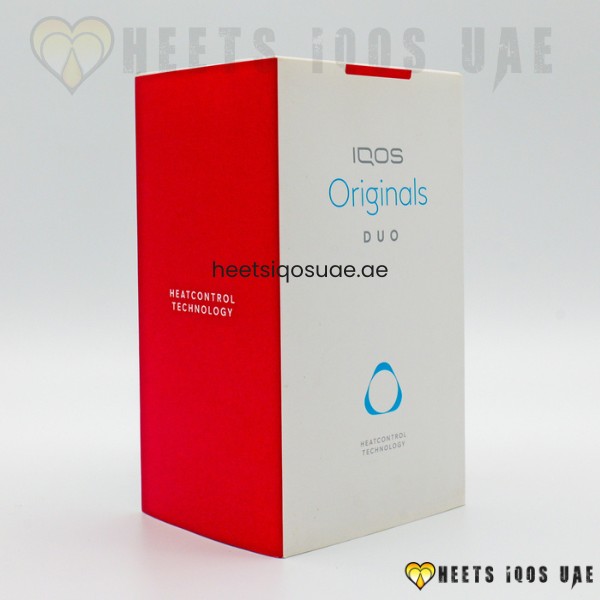 HEETS iQOS UAE
IQOS
Originals
DUO
heetsiqosuae.ae
HEATCONTROL
TECHNOLOGY
HEATCONTROL
TECHNOLOGY
HEETS iQOS UAE